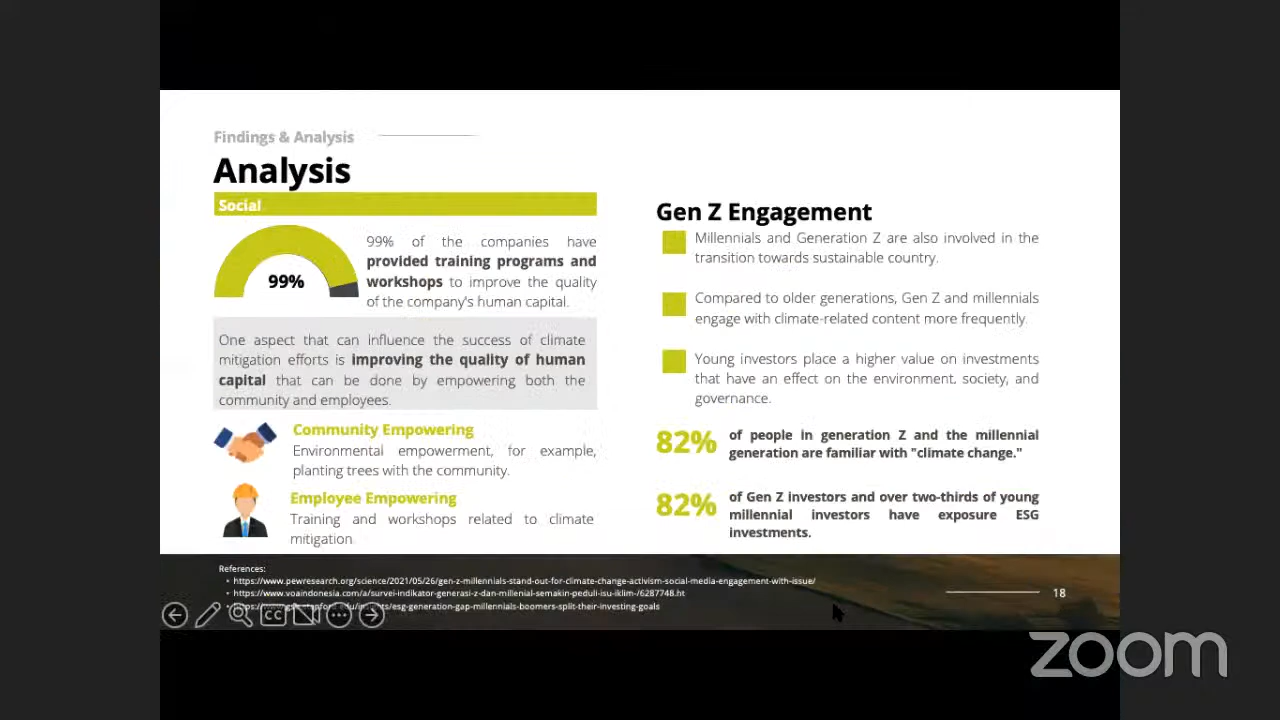 Findings & Analysis
Analysis
Social
99%
99% of the companies have
provided training programs and
workshops to improve the quality
of the company's human capital.
One aspect that can influence the success of climate
mitigation efforts is improving the quality of human
capital that can be done by empowering both the
community and employees.
Community Empowering
Environmental empowerment, for example,
planting trees with the community.
Employee Empowering
Training and workshops related to climate
mitigation
Gen Z Engagement
Millennials and Generation Z are also involved in the
transition towards sustainable country.
Compared to older generations, Gen Z and millennials
engage with climate-related content more frequently.
Young investors place a higher value on investments
that have an effect on the environment, society, and
governance.
82%
of people in generation Z and the millennial
generation are familiar with "climate change."
82%
of Gen Z investors and over two-thirds of young
millennial investors have exposure ESG
investments.
References:
• https://www.pewresearch.org/science/2021/05/26/gen-z-millennials-stand-out-for-climate-change-activism-social-media-engagement-with-issue/
• https://www.voaindonesia.com/a/survei-indikator-generasi-z-dan-millenial-semakin-peduli-isu-iklim-/6287748.ht
esg-generation-gap-millennials-boomers-split-their-investing-goals
CC
18
zoom